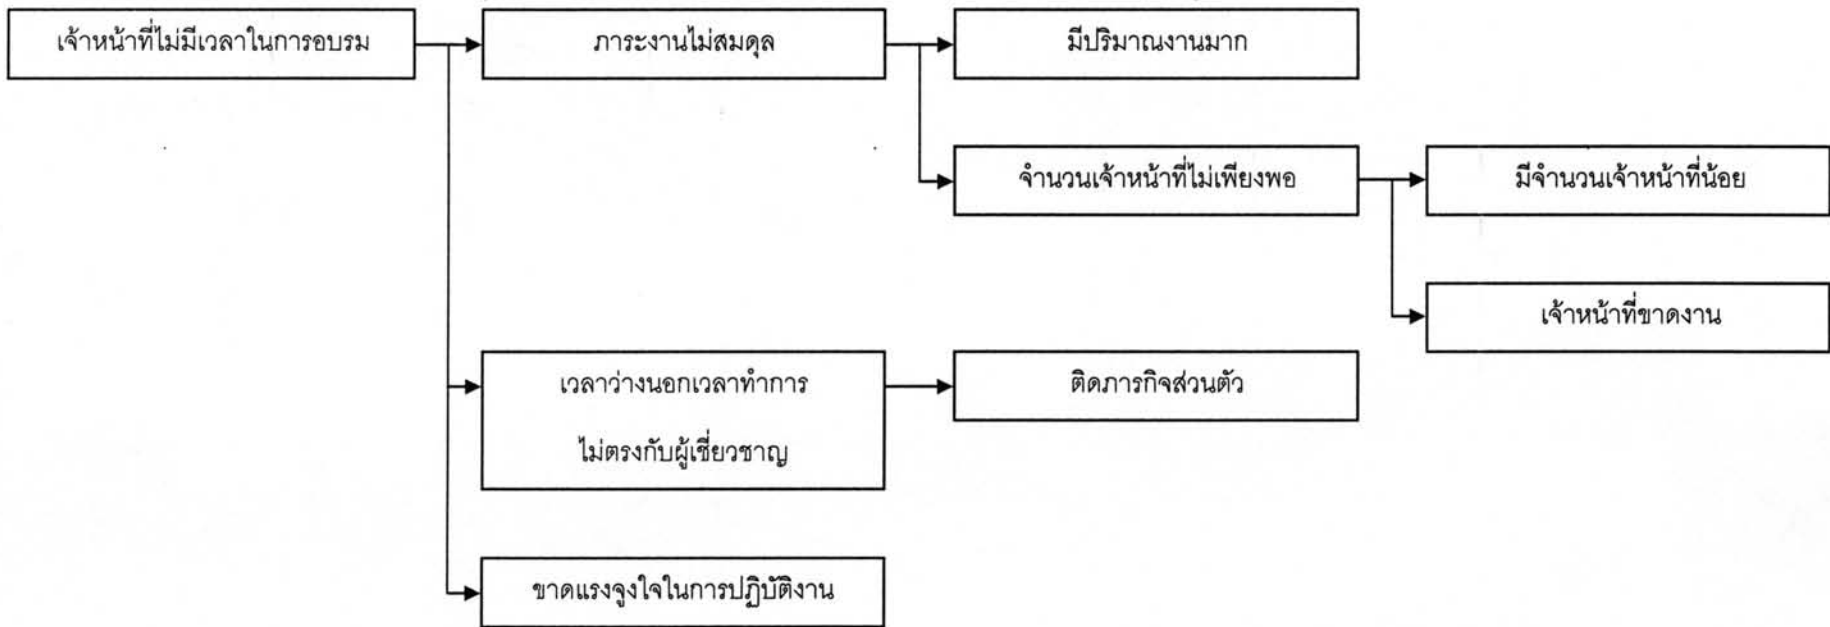 เจ้าหน้าที่ไม่มีเวลาในการอบรม
ภาระงานไม่สมดุล
มีปริมาณงานมาก
จำนวนเจ้าหน้าที่ไม่เพียงพอ
มีจำนวนเจ้าหน้าที่น้อย
เจ้าหน้าที่ขาดงาน
เวลาว่างนอกเวลาทำการ
ไม่ตรงกับผู้เชี่ยวชาญ
ติดภารกิจส่วนตัว
ขาดแรงจูงใจในการปฏิบัติงาน